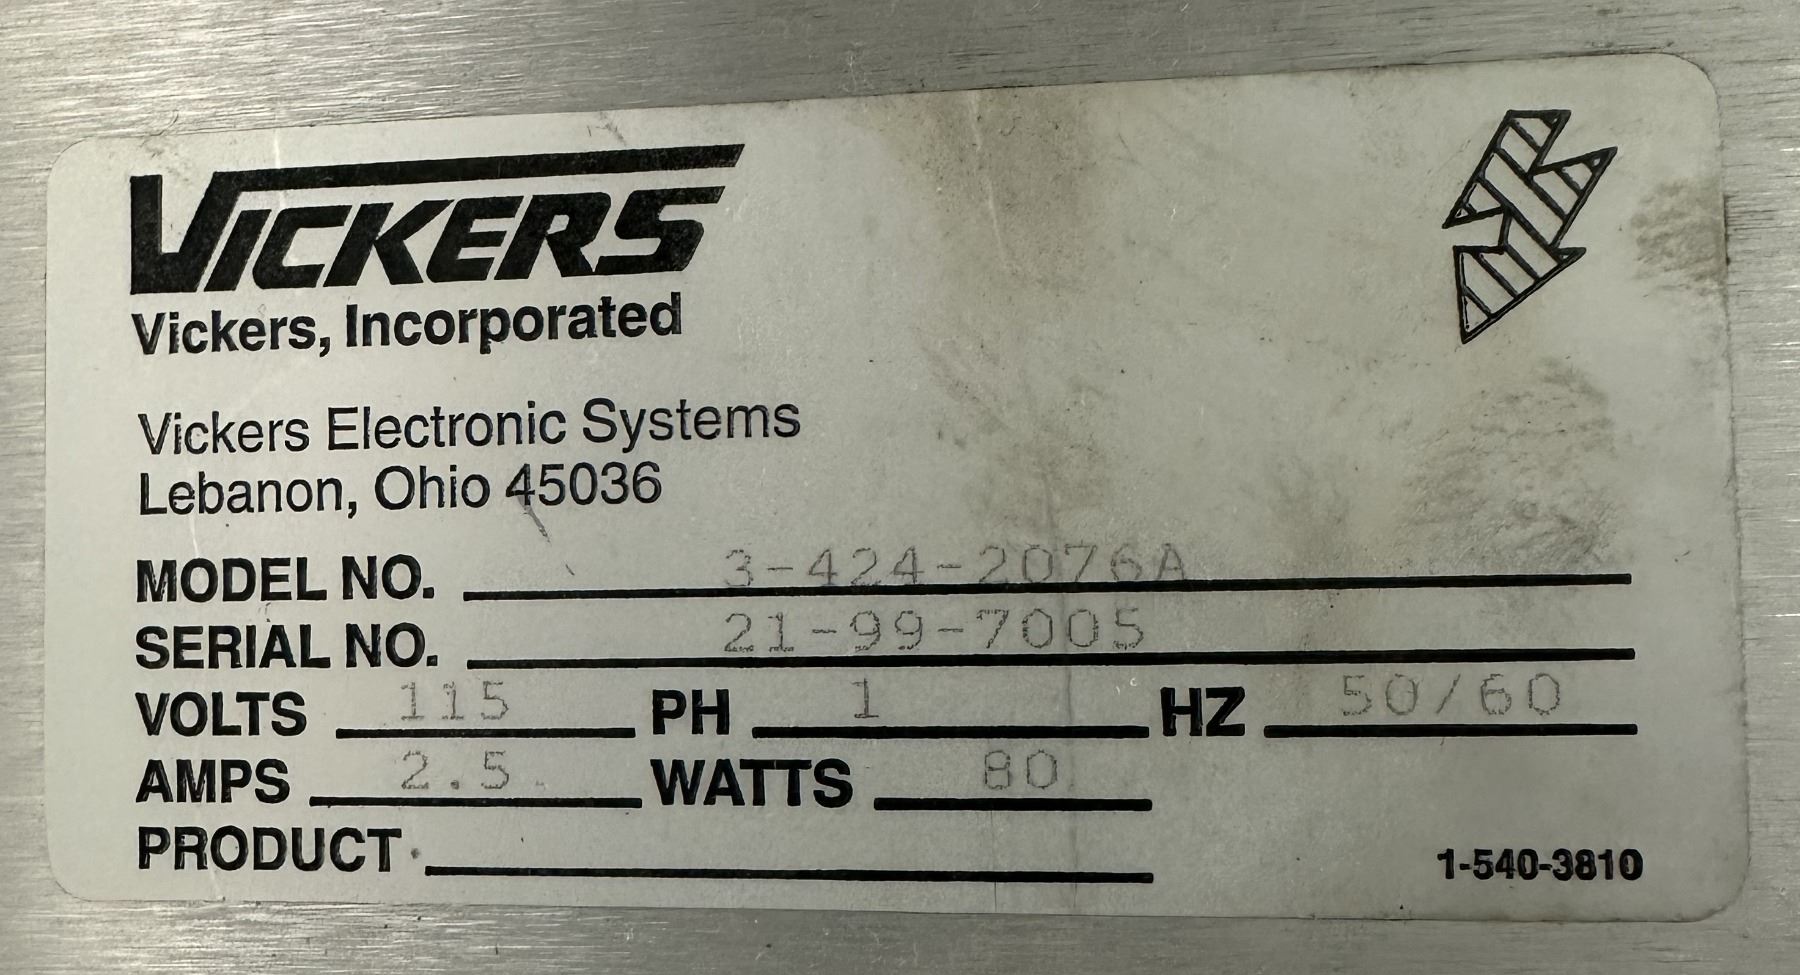 VICKERS
Vickers, Incorporated
Vickers Electronic Systems
Lebanon, Ohio 45036
MODEL NO. 3-424-2076A
SERIAL NO. 21-99-7005
VOLTS 115 PH 1 HZ 50/60
AMPS 2.5 WATTS 80
PRODUCT
1-540-3810